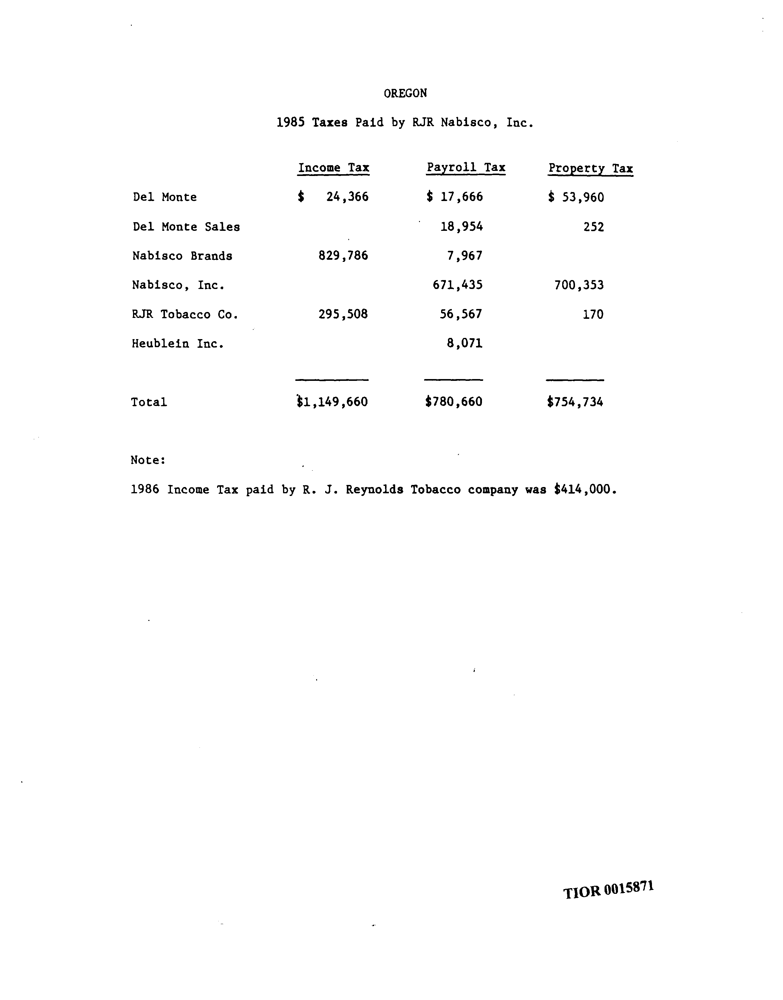 OREGON
1985 Taxes Paid by RJR Nabisco, Inc.
Income Tax Payroll Tax Property Tax
Del Monte $ 24,366 $ 17,666 $ 53,960
Del Monte Sales 18,954 252
Nabisco Brands 829,786 7,967
Nabisco, Inc. 671,435 700,353
RJR Tobacco Co. 295,508 56,567 170
Heublein Inc. 8,071
Total $1,149,660 $780,660 $754,734
Note:
1986 Income Tax paid by R. J. Reynolds Tobacco company was $414,000.
TIOR 0015871